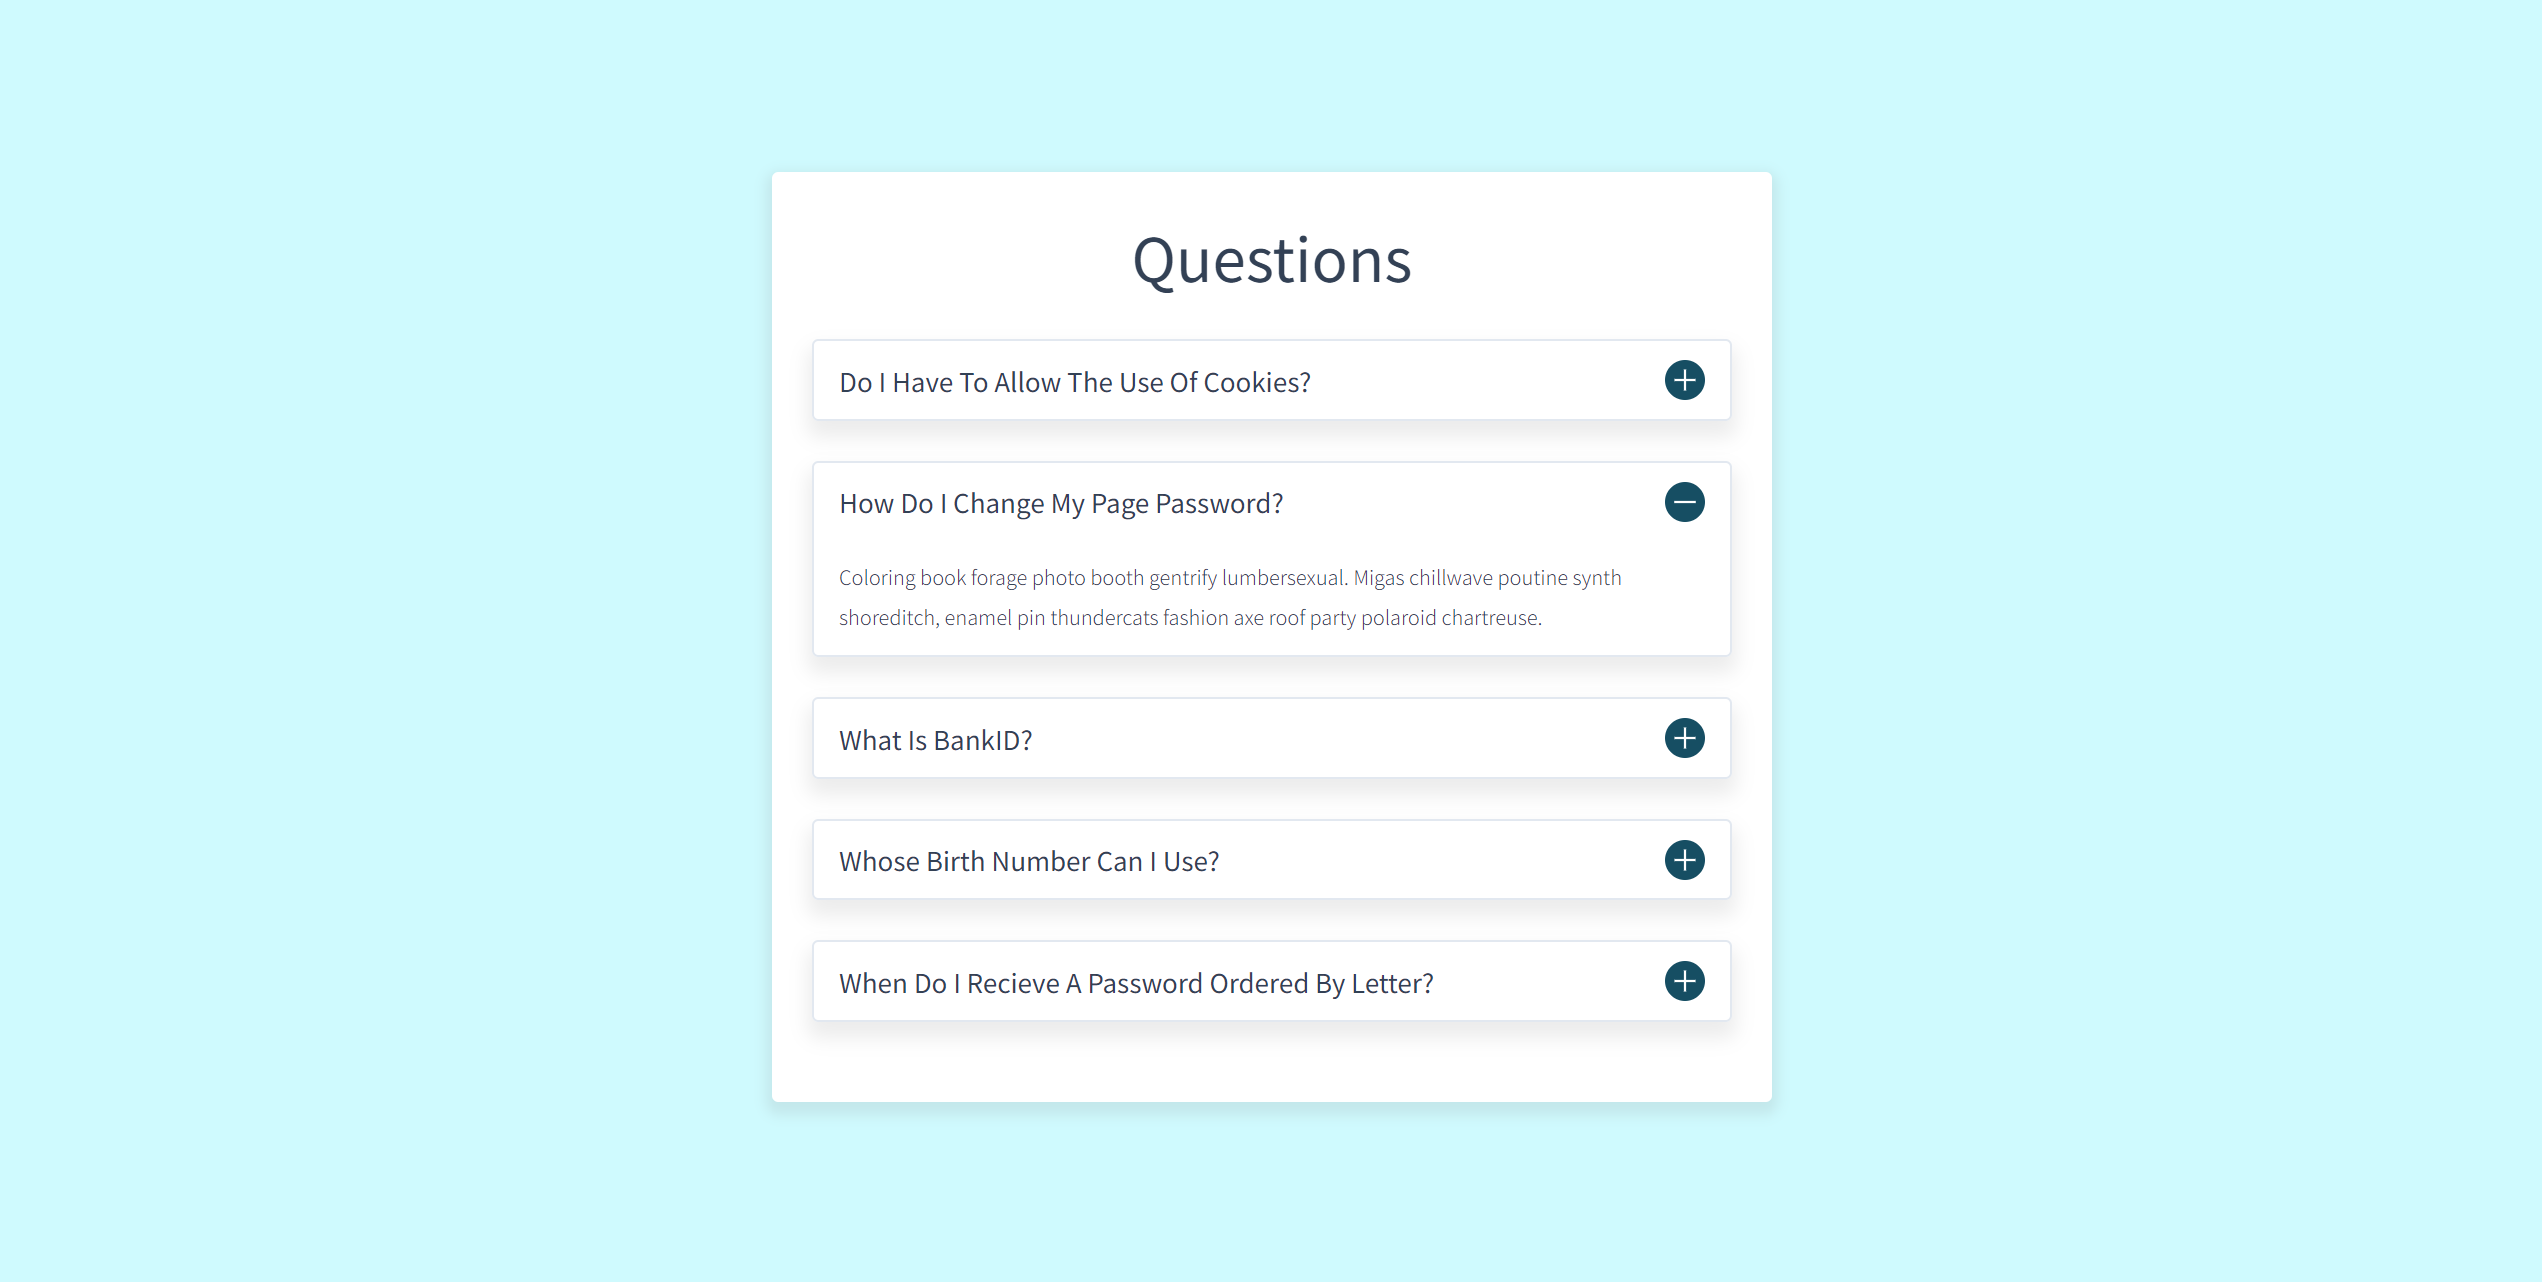 Questions
Do I Have To Allow The Use Of Cookies?
How Do I Change My Page Password?
Coloring book forage photo booth gentrify lumbersexual. Migas chillwave poutine synth
shoreditch, enamel pin thundercats fashion axe roof party polaroid chartreuse.
What Is BankID?
Whose Birth Number Can I Use?
When Do I Recieve A Password Ordered By Letter?